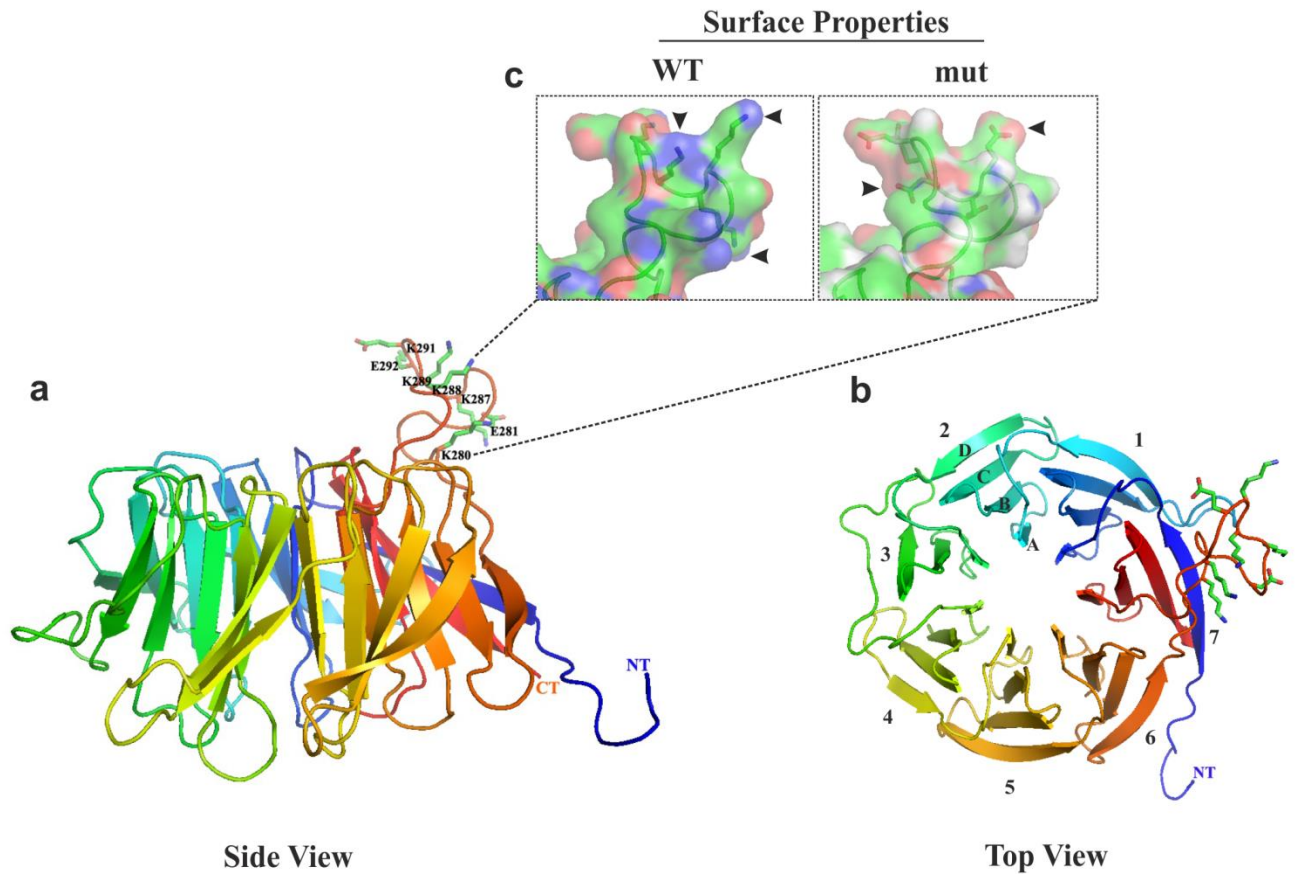 Surface Properties
c
WT
mut
a
K291
E292
K289
K288
K287
E281
K280
NT
CT
Side View
b
2
D
C
B
A
1
3
4
5
6
7
NT
Top View